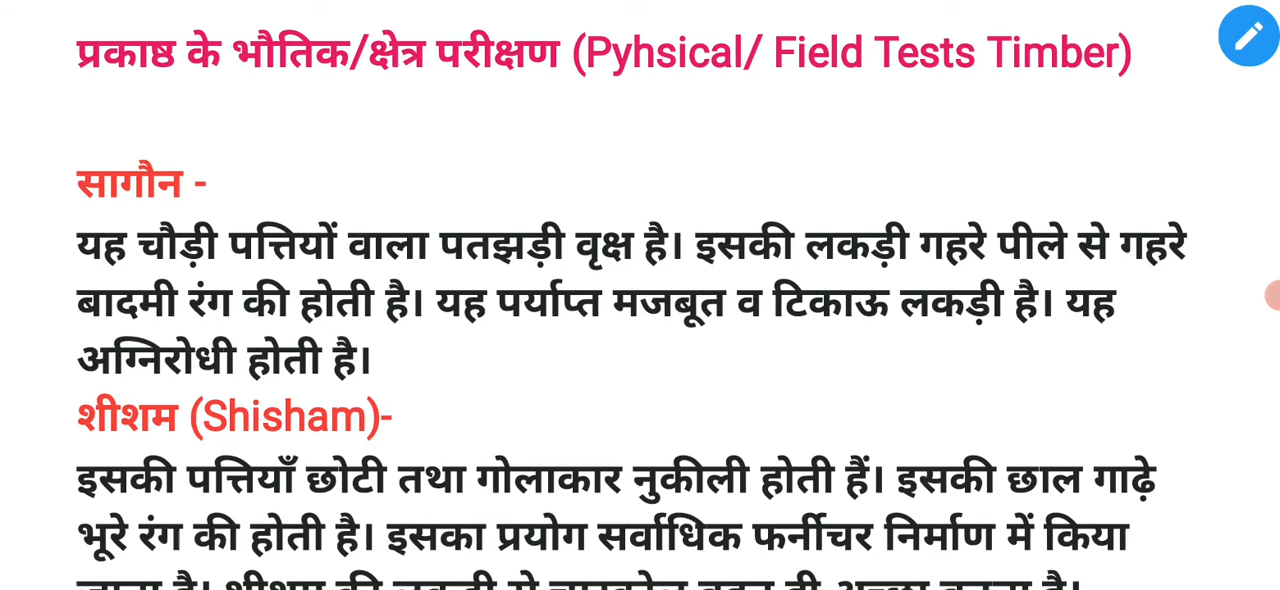 प्रकाष्ठ के भौतिक/क्षेत्र परीक्षण (Pyhsical/ Field Tests Timber)
सागौन -
यह चौड़ी पत्तियों वाला पतझड़ी वृक्ष है। इसकी लकड़ी गहरे पीले से गहरे
बादमी रंग की होती है। यह पर्याप्त मजबूत व टिकाऊ लकड़ी है। यह
अग्निरोधी होती है।
शीशम (Shisham)-
इसकी पत्तियाँ छोटी तथा गोलाकार नुकीली होती हैं। इसकी छाल गाढ़े
भूरे रंग की होती है। इसका प्रयोग सर्वाधिक फर्नीचर निर्माण में किया